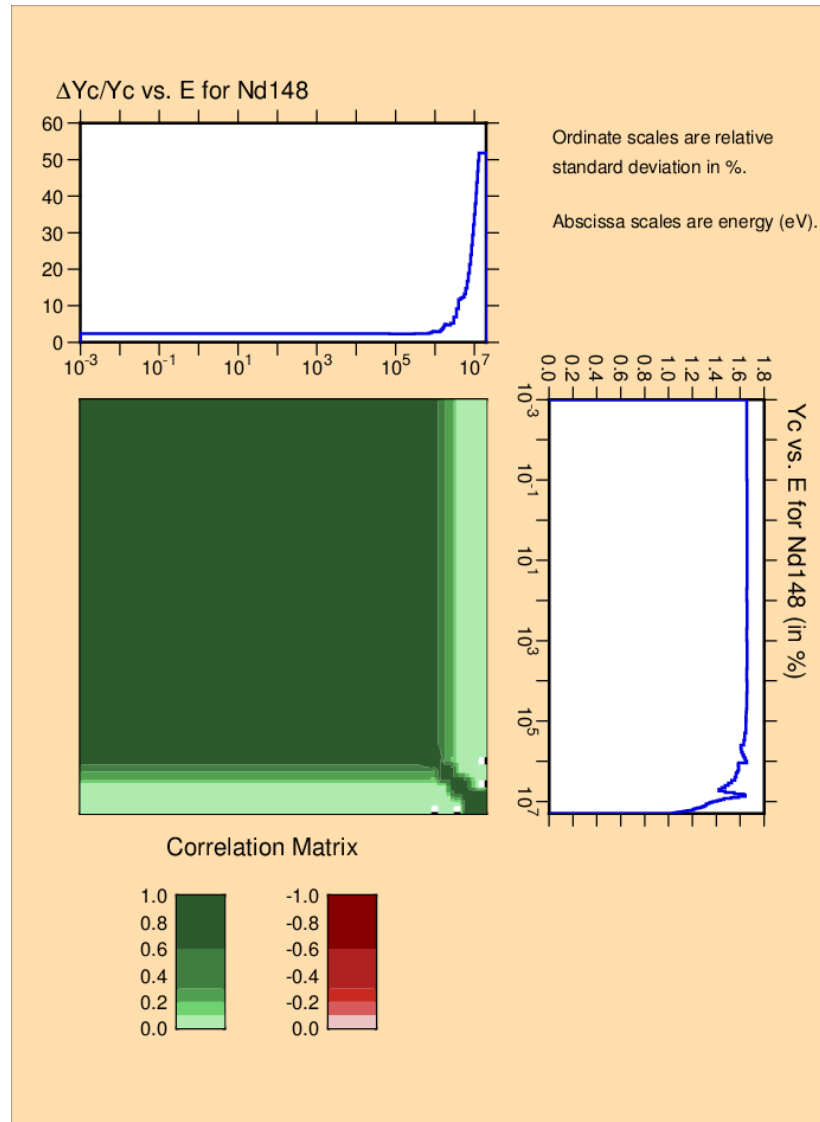 ΔYc/Yc vs. E for Nd148
60
50
40
30
20
10
0
10-3 10-1 101 103 105 107
Ordinate scales are relative
standard deviation in %.
Abscissa scales are energy (eV).
0.0 0.2 0.4 0.6 0.8 1.0 1.2 1.4 1.6 1.8
10-3 10-1 101 103 105 107
Yc vs. E for Nd148 (in %)
Correlation Matrix
1.0 -1.0
0.8 -0.8
0.6 -0.6
0.4 -0.4
0.2 -0.2
0.0 0.0